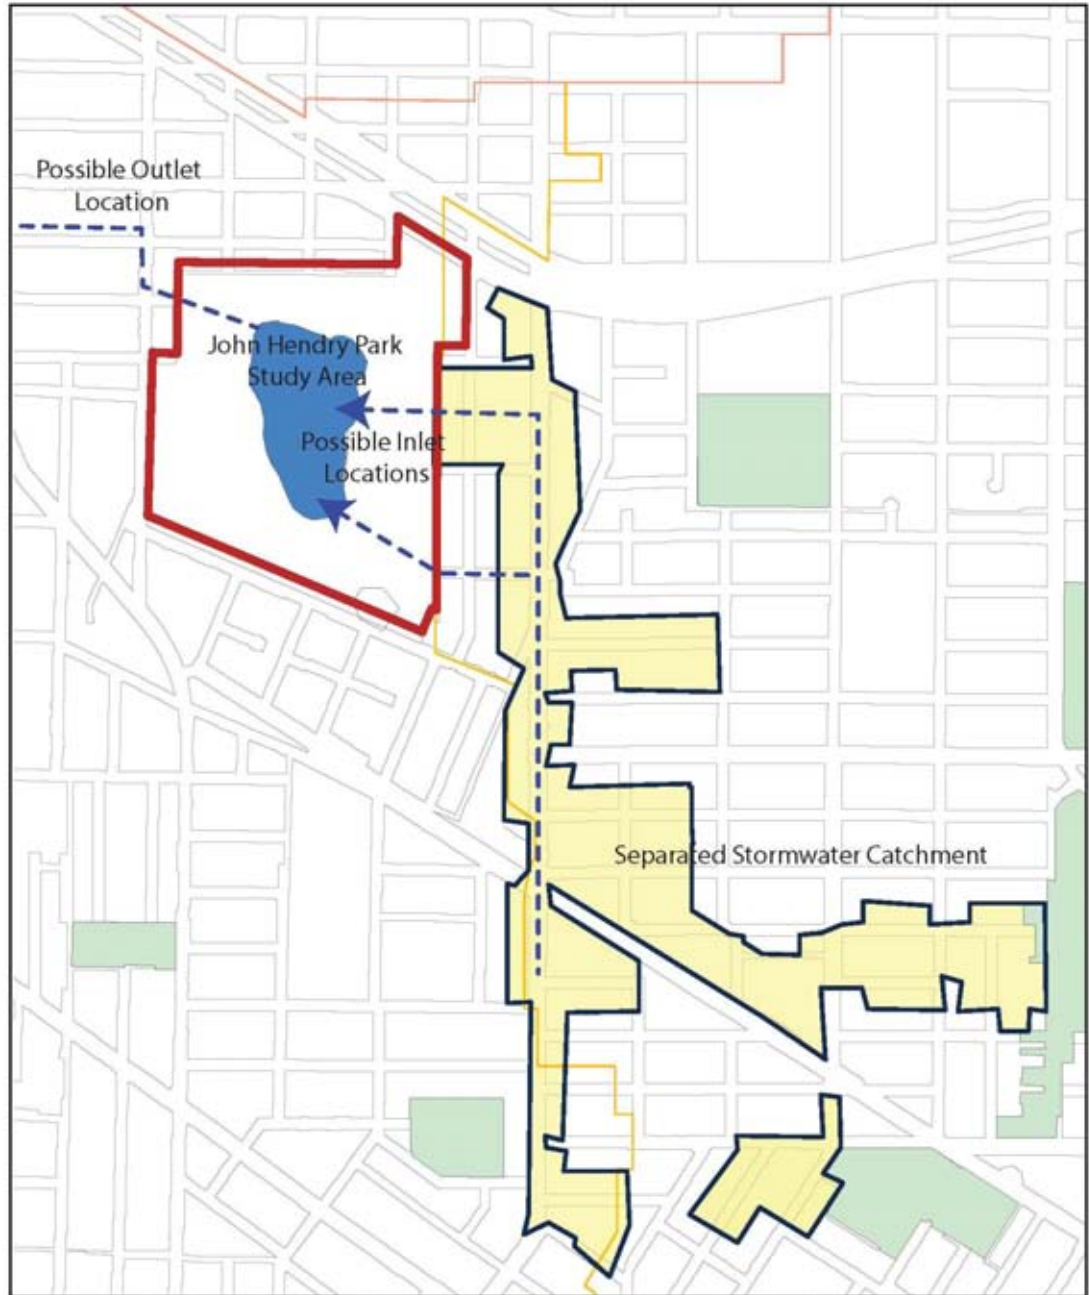 Possible Outlet
Location
John Hendry Park
Study Area
Possible Inlet
Locations
Separated Stormwater Catchment